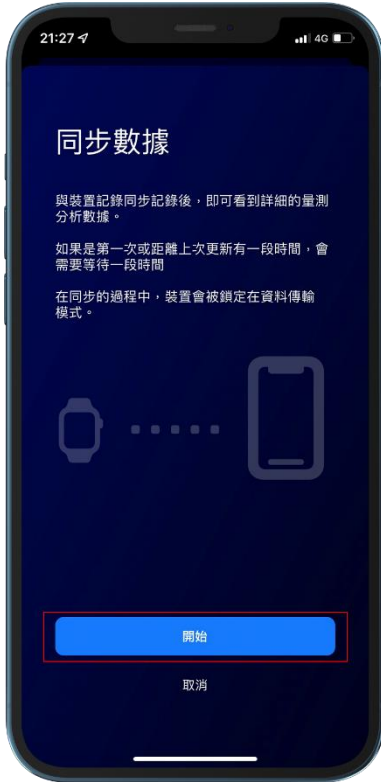 21:27
4G
同步數據
與裝置記錄同步記錄後，即可看到詳細的量測
分析數據。
如果是第一次或距離上次更新有一段時間，會
需要等待一段時間
在同步的過程中，裝置會被鎖定在資料傳輸
模式。
開始
取消